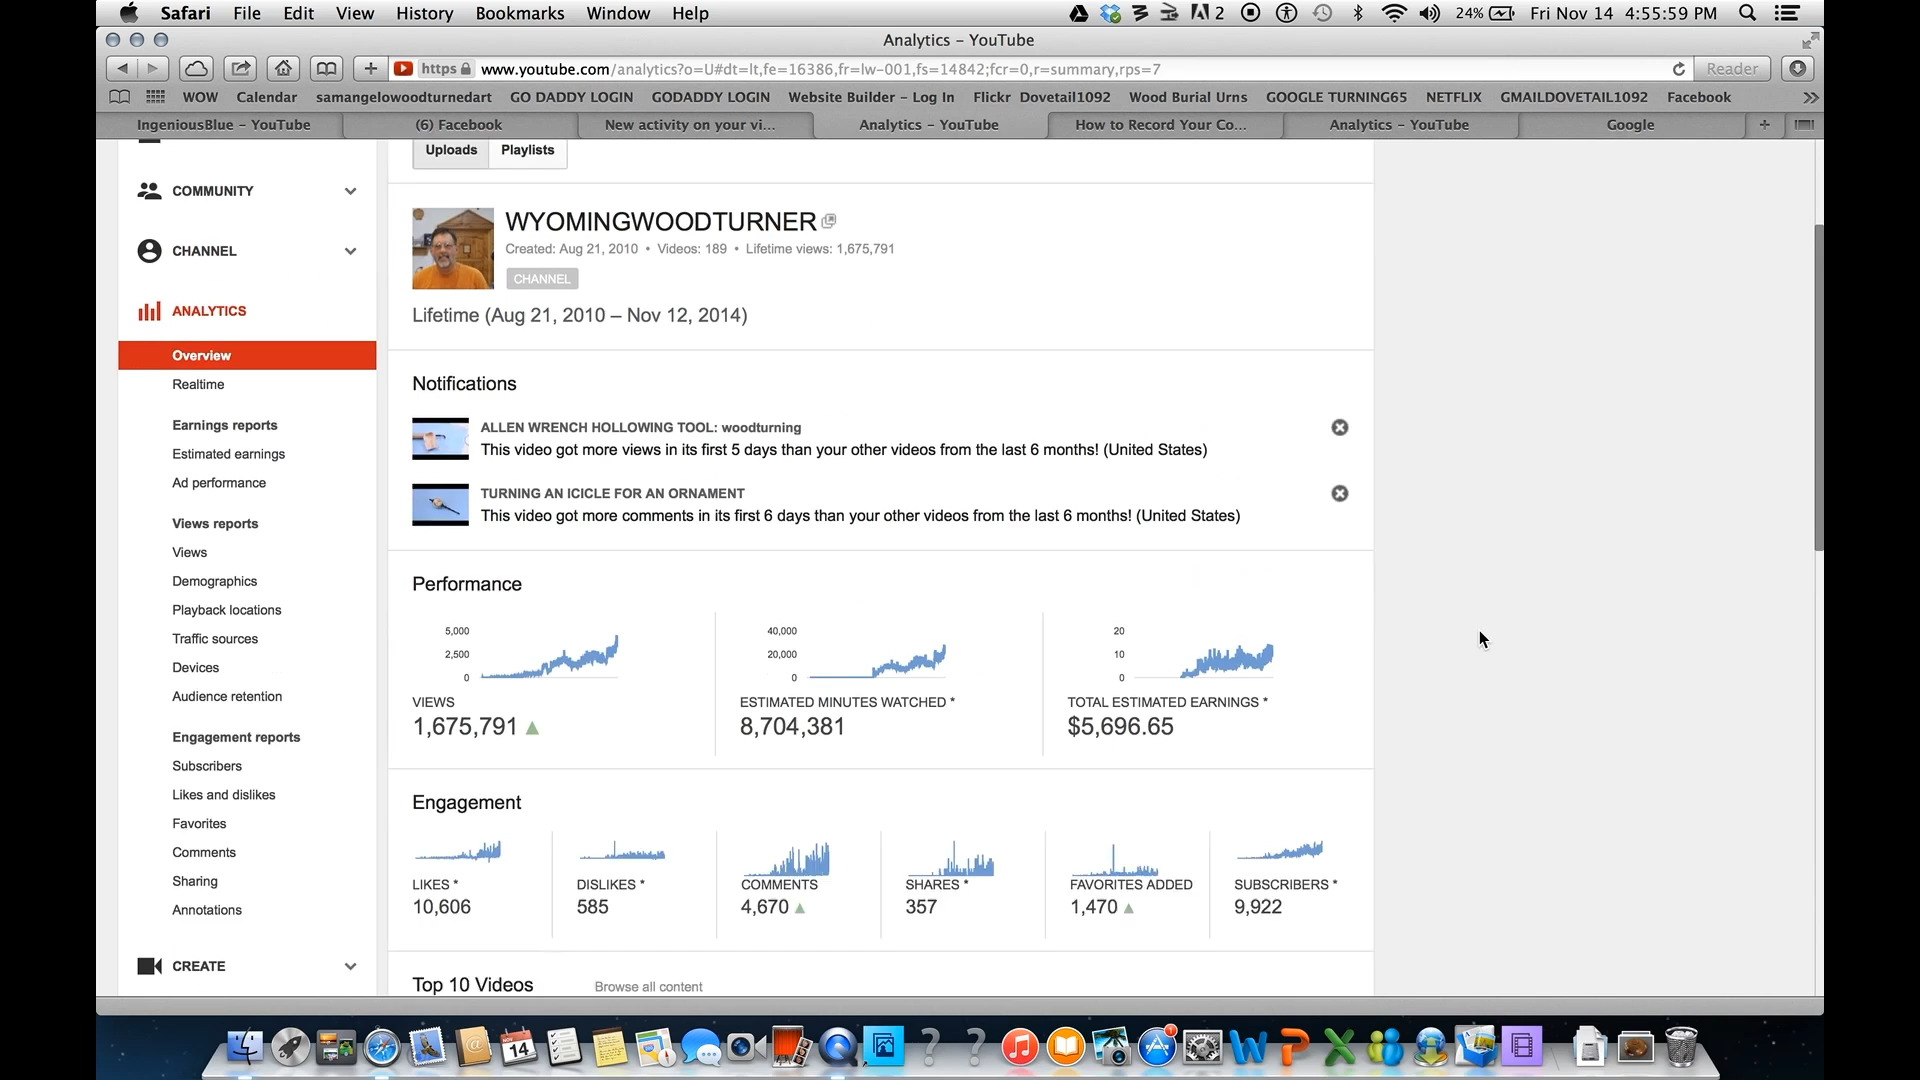 Safari File Edit View History Bookmarks Window Help 2 24% Fri Nov 14 4:55:59 PM
Analytics – YouTube
https www.youtube.com/analytics?o=U#dt=lt,fe=16386,fr=lw-001,fs=14842;fcr=0,r=summary,rps=7 Reader
WOW Calendar samangelowoodturnedart GO DADDY LOGIN GODADDY LOGIN Website Builder – Log In Flickr Dovetail1092 Wood Burial Urns GOOGLE TURNING65 NETFLIX GMAILDOVETAIL1092 Facebook
IngeniousBlue – YouTube (6) Facebook New activity on your vi... Analytics – YouTube How to Record Your Co... Analytics – YouTube Google
Uploads Playlists
COMMUNITY
CHANNEL
ANALYTICS
Overview
Realtime
Earnings reports
Estimated earnings
Ad performance
Views reports
Views
Demographics
Playback locations
Traffic sources
Devices
Audience retention
Engagement reports
Subscribers
Likes and dislikes
Favorites
Comments
Sharing
Annotations
CREATE
WYOMINGWOODTURNER
Created: Aug 21, 2010 • Videos: 189 • Lifetime views: 1,675,791
CHANNEL
Lifetime (Aug 21, 2010 – Nov 12, 2014)
Notifications
ALLEN WRENCH HOLLOWING TOOL: woodturning
This video got more views in its first 5 days than your other videos from the last 6 months! (United States)
TURNING AN ICICLE FOR AN ORNAMENT
This video got more comments in its first 6 days than your other videos from the last 6 months! (United States)
Performance
5,000 40,000 20
2,500 20,000 10
0 0 0
VIEWS ESTIMATED MINUTES WATCHED * TOTAL ESTIMATED EARNINGS *
1,675,791 8,704,381 $5,696.65
Engagement
LIKES * DISLIKES * COMMENTS SHARES * FAVORITES ADDED SUBSCRIBERS *
10,606 585 4,670 357 1,470 9,922
Top 10 Videos Browse all content
NOV
14
1